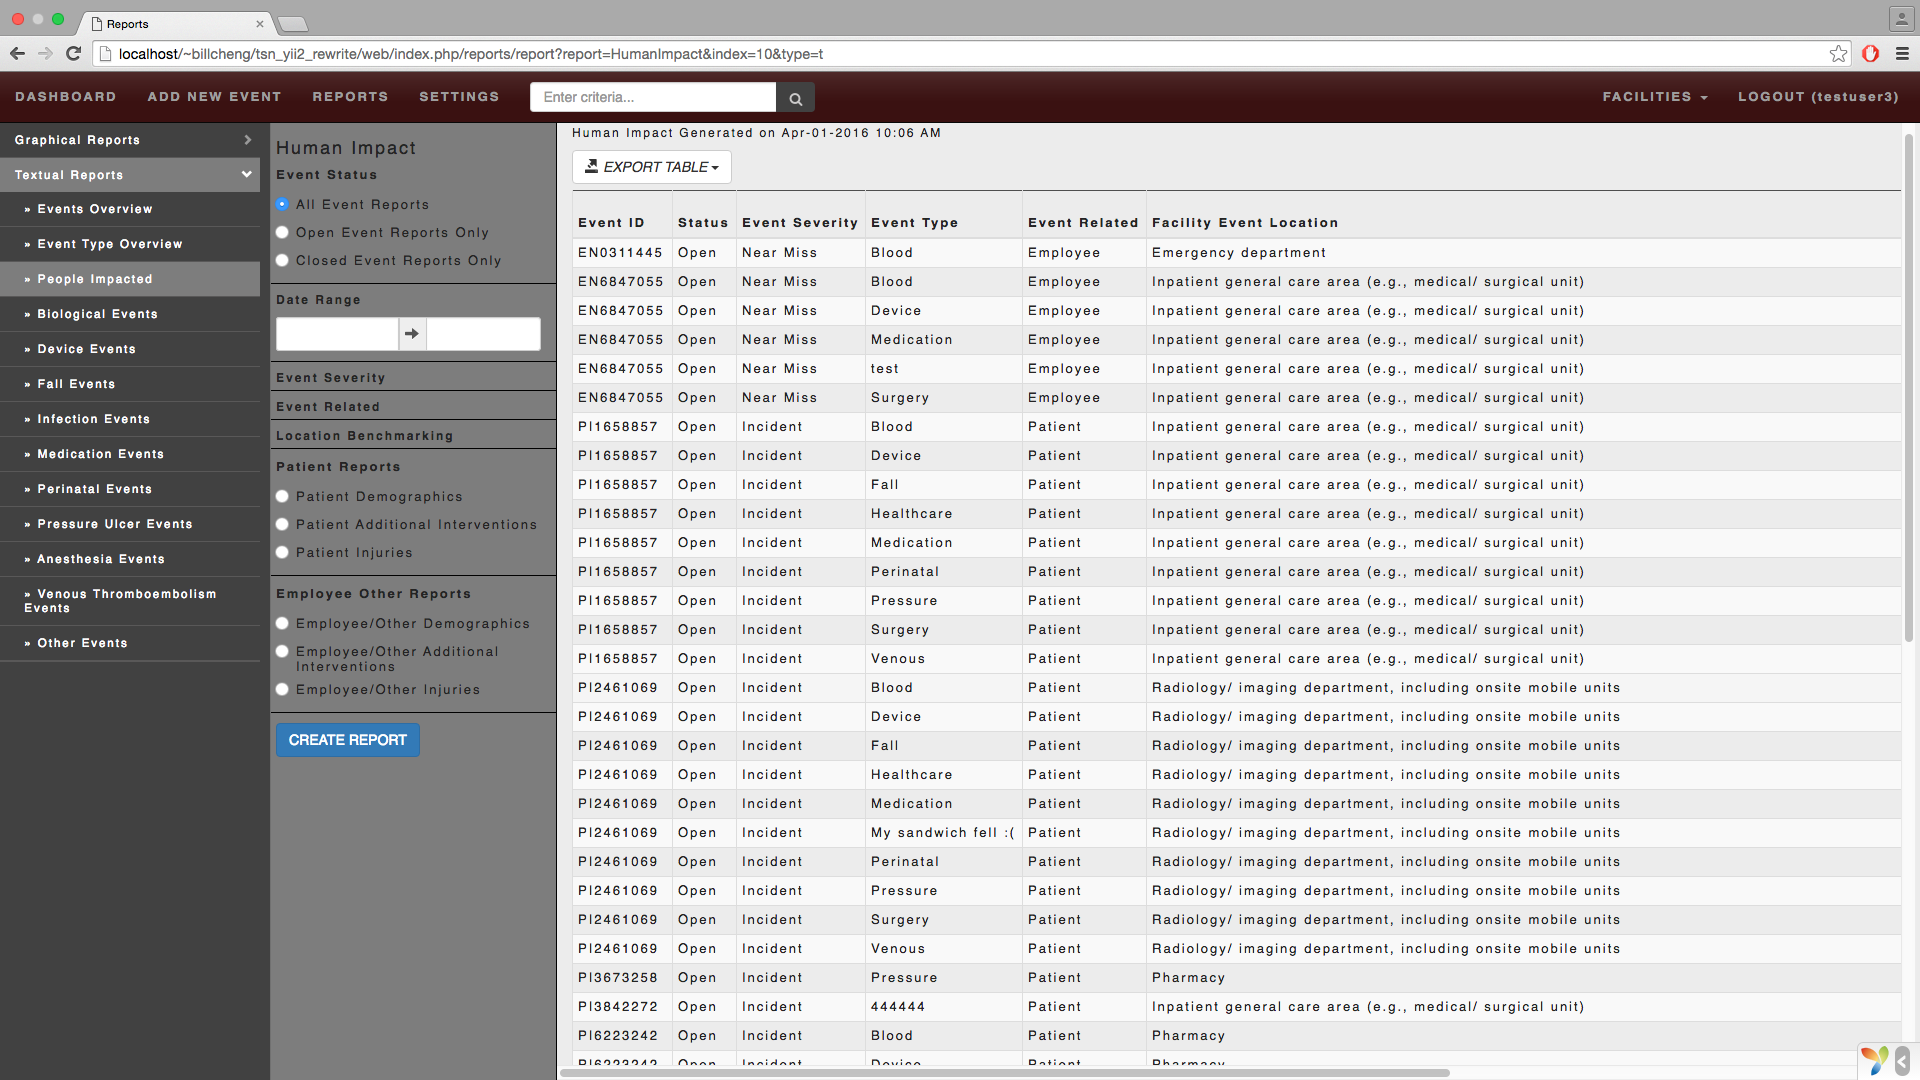 Reports
localhost/~billcheng/tsn_yii2_rewrite/web/index.php/reports/report?report=HumanImpact&index=10&type=t
DASHBOARD ADD NEW EVENT REPORTS SETTINGS Enter criteria... FACILITIES LOGOUT (testuser3)
Graphical Reports
Textual Reports
» Events Overview
» Event Type Overview
» People Impacted
» Biological Events
» Device Events
» Fall Events
» Infection Events
» Medication Events
» Perinatal Events
» Pressure Ulcer Events
» Anesthesia Events
» Venous Thromboembolism
Events
» Other Events
Human Impact
Event Status
All Event Reports
Open Event Reports Only
Closed Event Reports Only
Date Range
Event Severity
Event Related
Location Benchmarking
Patient Reports
Patient Demographics
Patient Additional Interventions
Patient Injuries
Employee Other Reports
Employee/Other Demographics
Employee/Other Additional
Interventions
Employee/Other Injuries
CREATE REPORT
Human Impact Generated on Apr-01-2016 10:06 AM
EXPORT TABLE
Event ID Status Event Severity Event Type Event Related Facility Event Location
EN0311445 Open Near Miss Blood Employee Emergency department
EN6847055 Open Near Miss Blood Employee Inpatient general care area (e.g., medical/ surgical unit)
EN6847055 Open Near Miss Device Employee Inpatient general care area (e.g., medical/ surgical unit)
EN6847055 Open Near Miss Medication Employee Inpatient general care area (e.g., medical/ surgical unit)
EN6847055 Open Near Miss test Employee Inpatient general care area (e.g., medical/ surgical unit)
EN6847055 Open Near Miss Surgery Employee Inpatient general care area (e.g., medical/ surgical unit)
PI1658857 Open Incident Blood Patient Inpatient general care area (e.g., medical/ surgical unit)
PI1658857 Open Incident Device Patient Inpatient general care area (e.g., medical/ surgical unit)
PI1658857 Open Incident Fall Patient Inpatient general care area (e.g., medical/ surgical unit)
PI1658857 Open Incident Healthcare Patient Inpatient general care area (e.g., medical/ surgical unit)
PI1658857 Open Incident Medication Patient Inpatient general care area (e.g., medical/ surgical unit)
PI1658857 Open Incident Perinatal Patient Inpatient general care area (e.g., medical/ surgical unit)
PI1658857 Open Incident Pressure Patient Inpatient general care area (e.g., medical/ surgical unit)
PI1658857 Open Incident Surgery Patient Inpatient general care area (e.g., medical/ surgical unit)
PI1658857 Open Incident Venous Patient Inpatient general care area (e.g., medical/ surgical unit)
PI2461069 Open Incident Blood Patient Radiology/ imaging department, including onsite mobile units
PI2461069 Open Incident Device Patient Radiology/ imaging department, including onsite mobile units
PI2461069 Open Incident Fall Patient Radiology/ imaging department, including onsite mobile units
PI2461069 Open Incident Healthcare Patient Radiology/ imaging department, including onsite mobile units
PI2461069 Open Incident Medication Patient Radiology/ imaging department, including onsite mobile units
PI2461069 Open Incident My sandwich fell :( Patient Radiology/ imaging department, including onsite mobile units
PI2461069 Open Incident Perinatal Patient Radiology/ imaging department, including onsite mobile units
PI2461069 Open Incident Pressure Patient Radiology/ imaging department, including onsite mobile units
PI2461069 Open Incident Surgery Patient Radiology/ imaging department, including onsite mobile units
PI2461069 Open Incident Venous Patient Radiology/ imaging department, including onsite mobile units
PI3673258 Open Incident Pressure Patient Pharmacy
PI3842272 Open Incident 444444 Patient Inpatient general care area (e.g., medical/ surgical unit)
PI6223242 Open Incident Blood Patient Pharmacy
PI6223242 Open Incident Device Patient Pharmacy